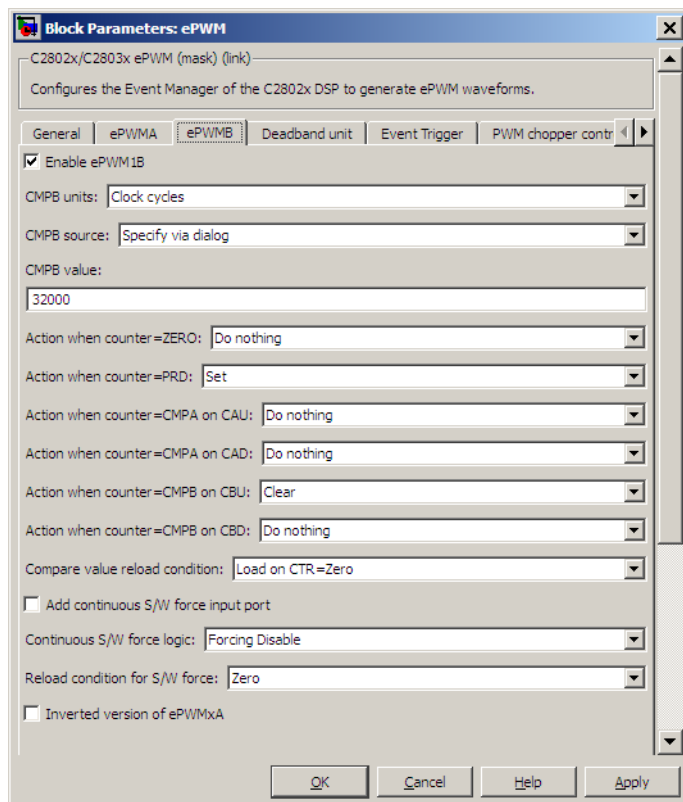 Block Parameters: ePWM
C2802x/C2803x ePWM (mask) (link)
Configures the Event Manager of the C2802x DSP to generate ePWM waveforms.
General ePWMA ePWMB Deadband unit Event Trigger PWM chopper contr
Enable ePWM1B
CMPB units: Clock cycles
CMPB source: Specify via dialog
CMPB value:
32000
Action when counter=ZERO: Do nothing
Action when counter=PRD: Set
Action when counter=CMPA on CAU: Do nothing
Action when counter=CMPA on CAD: Do nothing
Action when counter=CMPB on CBU: Clear
Action when counter=CMPB on CBD: Do nothing
Compare value reload condition: Load on CTR=Zero
Add continuous S/W force input port
Continuous S/W force logic: Forcing Disable
Reload condition for S/W force: Zero
Inverted version of ePWMxA
OK Cancel Help Apply